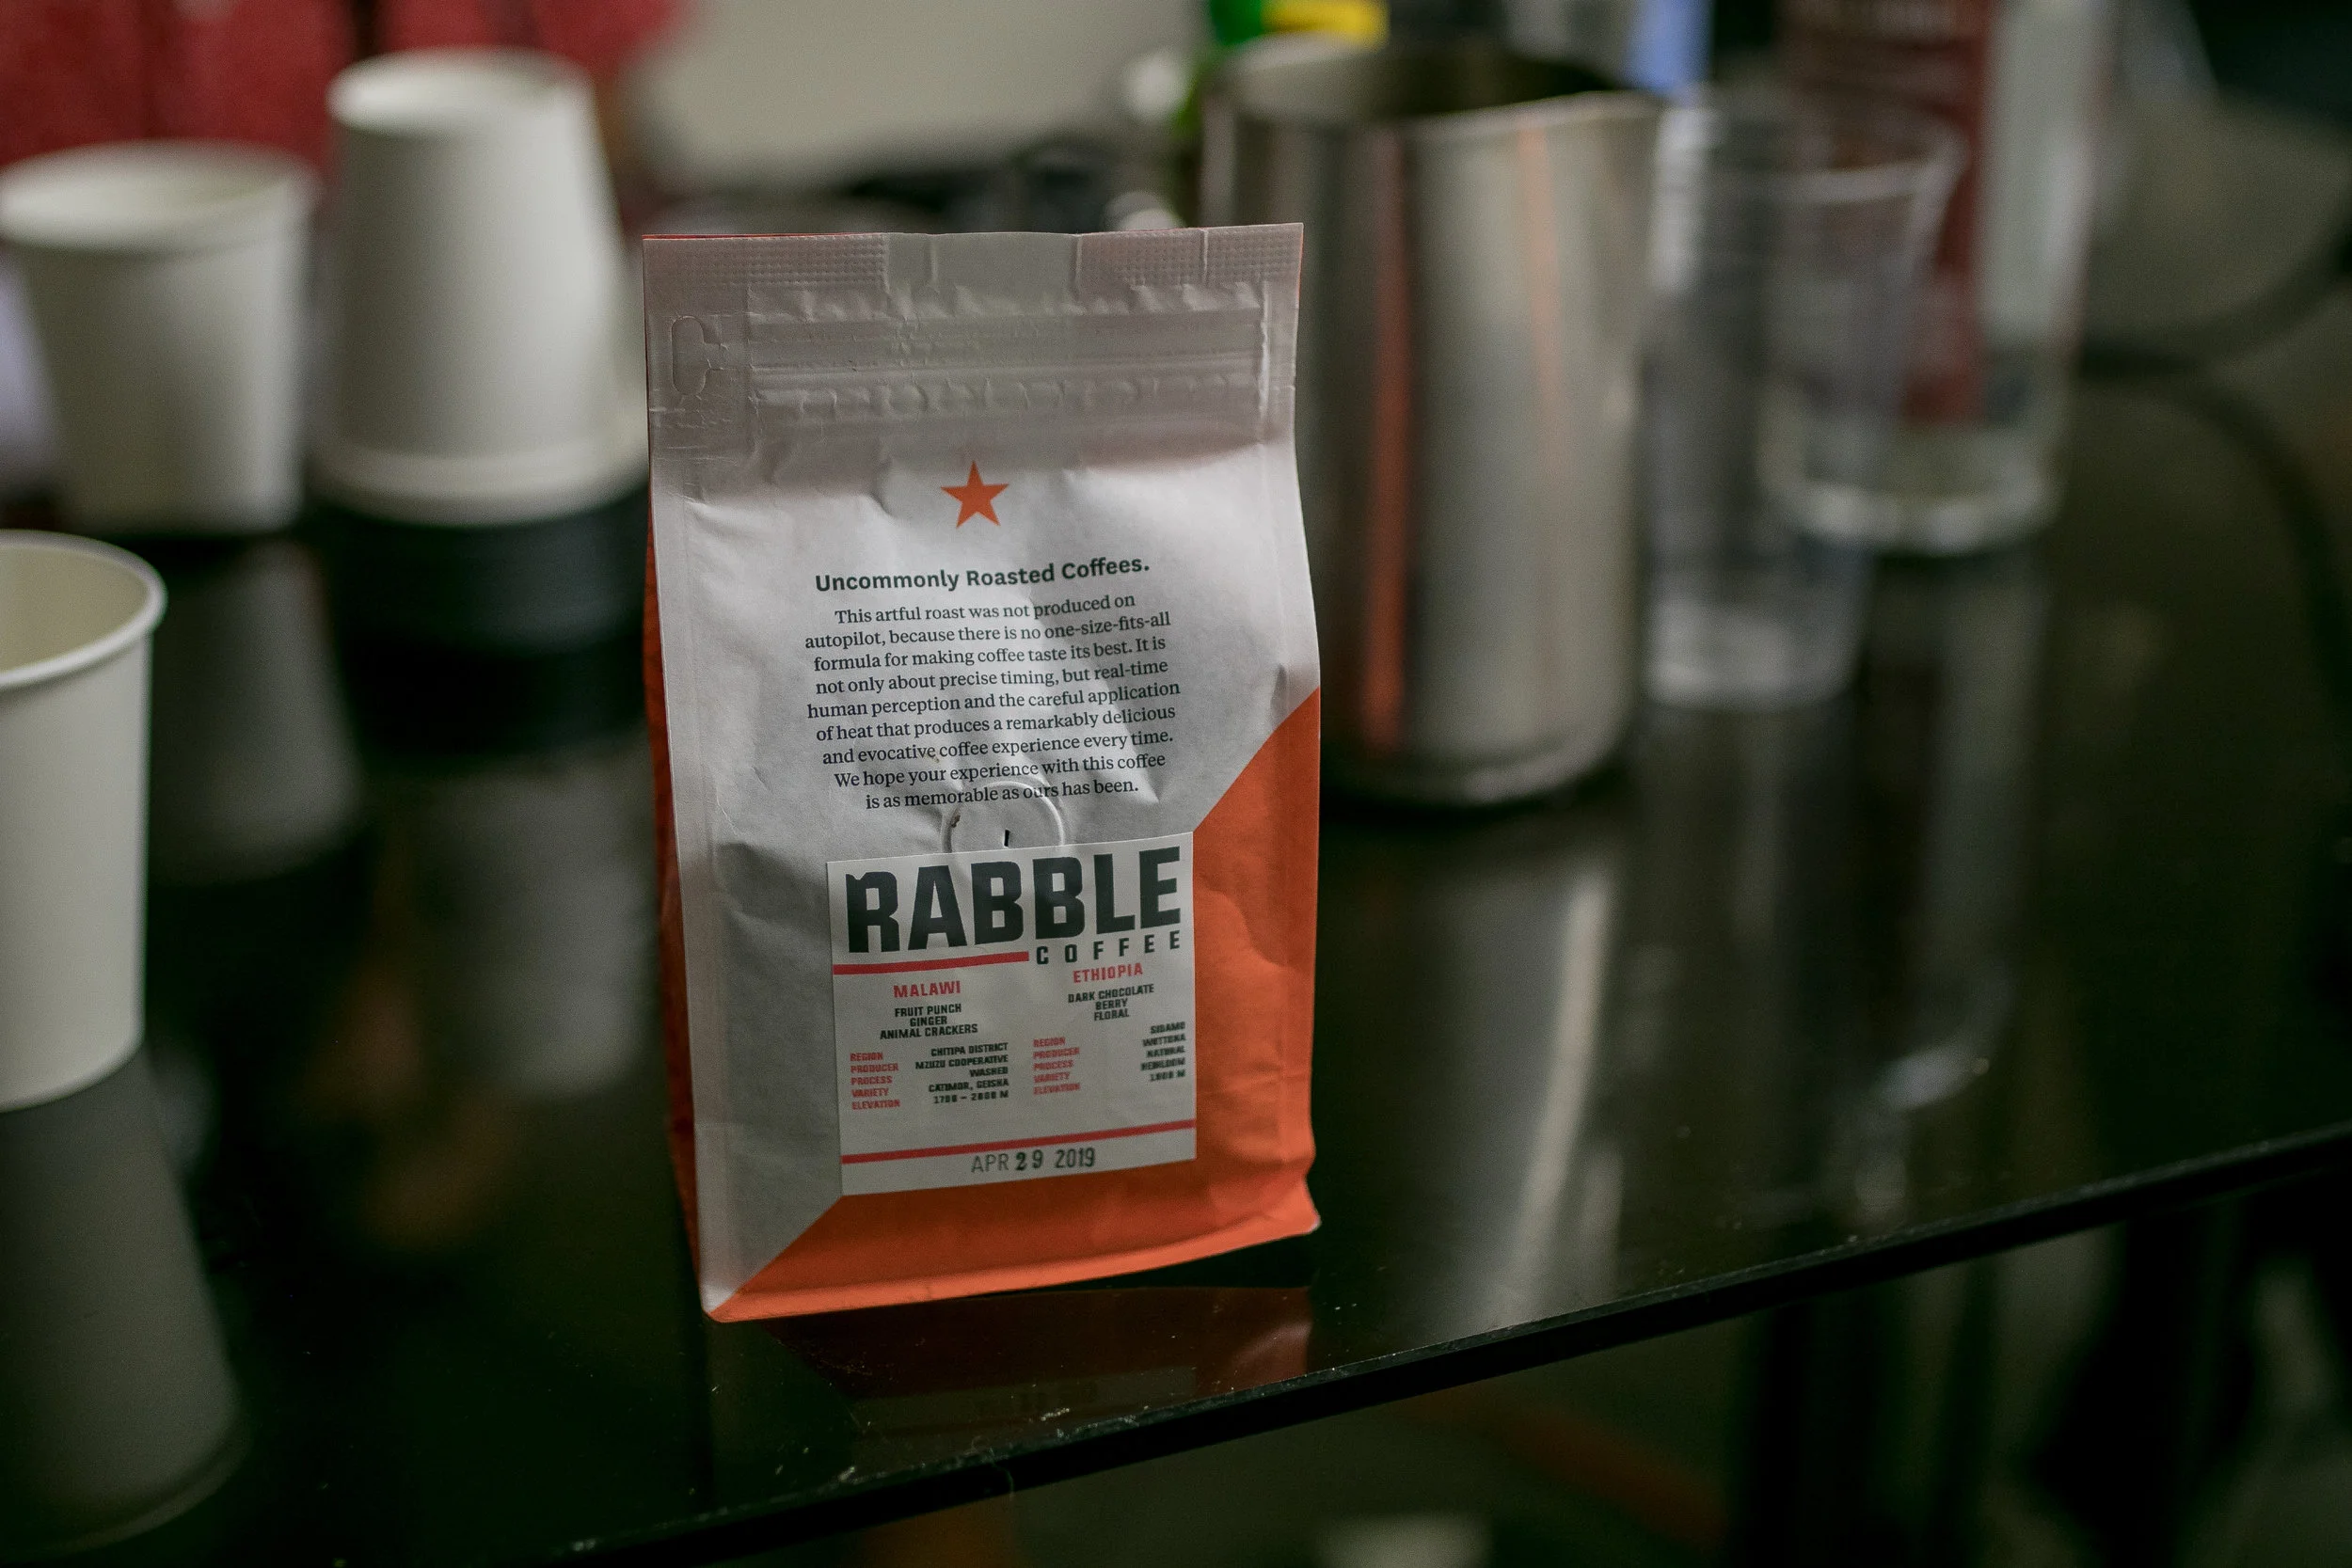 Uncommonly Roasted Coffees.
This artful roast was not produced on
autopilot, because there is no one-size-fits-all
formula for making coffee taste its best. It is
not only about precise timing, but real-time
human perception and the careful application
of heat that produces a remarkably delicious
and evocative coffee experience every time.
We hope your experience with this coffee
is as memorable as ours has been.
RABBLE
COFFEE
MALAWI
FRUIT PUNCH
GINGER
ANIMAL CRACKERS
REGION CHITIPA DISTRICT
PRODUCER MZUZU COOPERATIVE
PROCESS WASHED
VARIETY CATIMOR, GEISHA
ELEVATION 1700 – 2000 M
ETHIOPIA
DARK CHOCOLATE
BERRY
FLORAL
REGION SIDAMO
PRODUCER
PROCESS NATURAL
VARIETY HEIRLOOM
ELEVATION
APR 29 2019